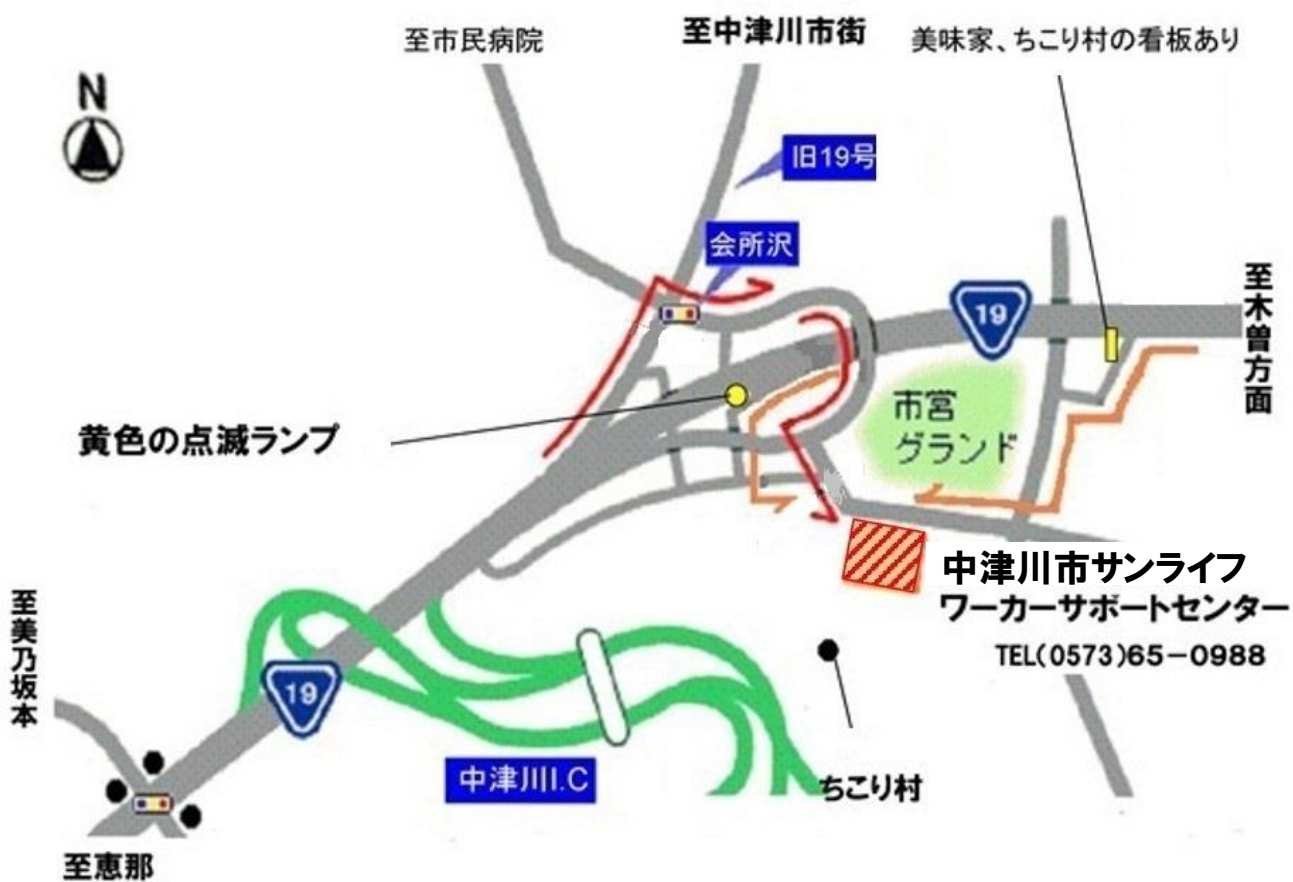 至市民病院
至中津川市街
美味家、ちこり村の看板あり
N
旧19号
会所沢
19
至木曽方面
市営
グランド
黄色の点滅ランプ
中津川市サンライフ
ワーカーサポートセンター
TEL(0573)65-0988
至美乃坂本
19
中津川I.C
ちこり村
至恵那